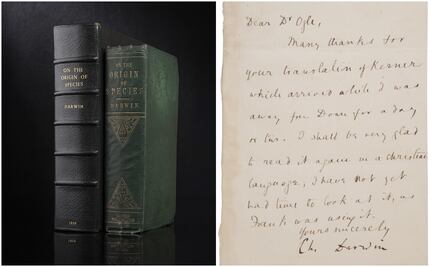 ON THE
ORIGIN OF
SPECIES
DARWIN
1859
ON THE
ORIGIN
OF
SPECIES
DARWIN
Dear Dr Ogle,
Many thanks for
your translation of Kerner
which arrived while I was
away from Down for a day
or two. I shall be very glad
to read it again in a christian
language, I have not yet
had time to look at it, as
Frank was using it.
Yours sincerely
Ch. Darwin